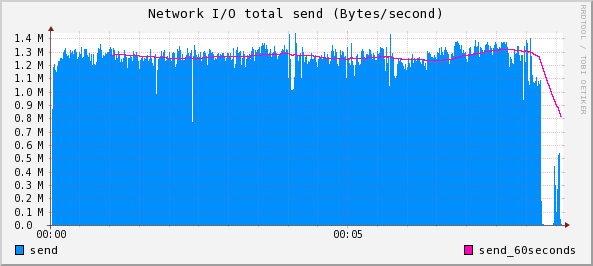 Network I/O total send (Bytes/second)
RRDTOOL / TOBI OETIKER
1.4 M
1.3 M
1.2 M
1.1 M
1.0 M
0.9 M
0.8 M
0.7 M
0.6 M
0.5 M
0.4 M
0.3 M
0.2 M
0.1 M
0.0
00:00 00:05
send send_60seconds